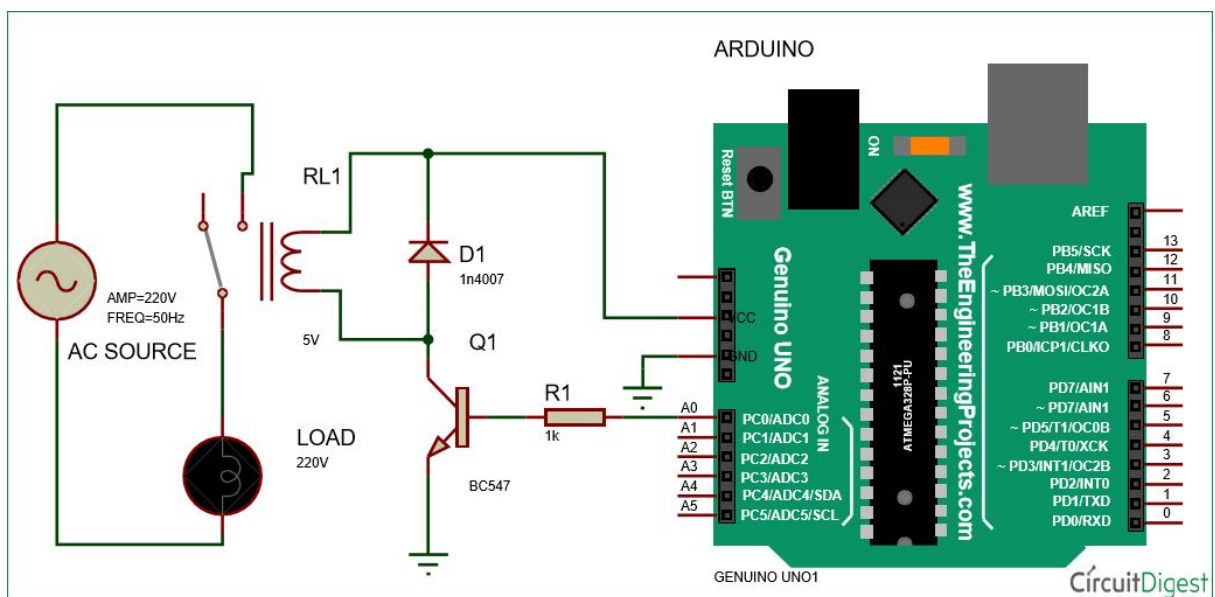 ARDUINO
RL1
5V
AMP=220V
FREQ=50Hz
AC SOURCE
LOAD
220V
D1
1n4007
Q1
BC547
R1
1k
Reset BTN
ON
Genuino UNO
VCC
GND
ANALOG IN
A0 PC0/ADC0
A1 PC1/ADC1
A2 PC2/ADC2
A3 PC3/ADC3
A4 PC4/ADC4/SDA
A5 PC5/ADC5/SCL
1121
ATMEGA328P-PU
www.TheEngineeringProjects.com
AREF
PB5/SCK 13
PB4/MISO 12
~ PB3/MOSI/OC2A 11
~ PB2/OC1B 10
~ PB1/OC1A 9
PB0/ICP1/CLKO 8
PD7/AIN1 7
~ PD7/AIN1 6
~ PD5/T1/OC0B 5
PD4/T0/XCK 4
~ PD3/INT1/OC2B 3
PD2/INT0 2
PD1/TXD 1
PD0/RXD 0
GENUINO UNO1
CírcuitDigest